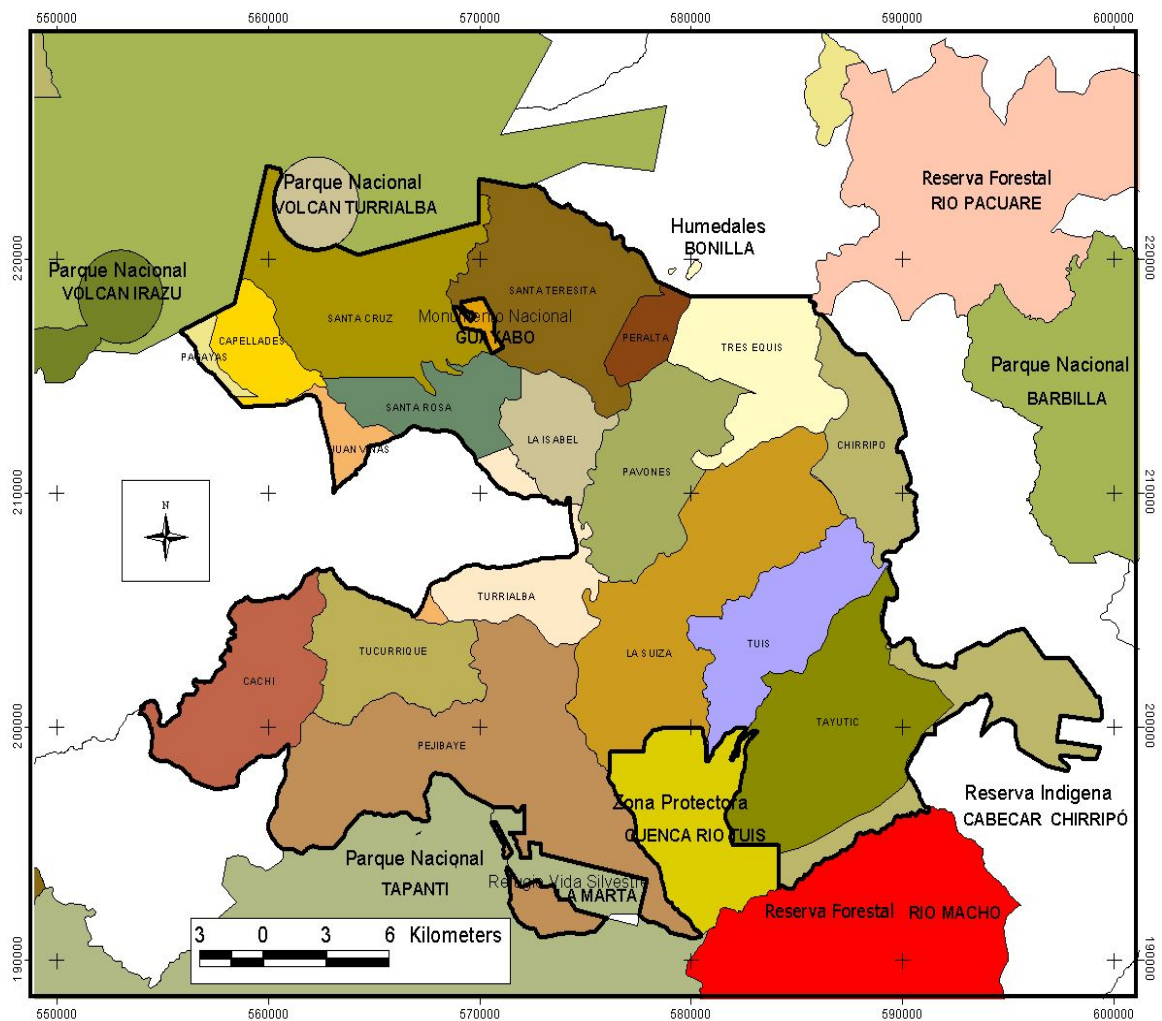 550000 560000 570000 580000 590000 600000
Parque Nacional
VOLCAN TURRIALBA
Reserva Forestal
RIO PACUARE
Humedales
BONILLA
220000 220000
Parque Nacional
VOLCAN IRAZU
SANTA TERESITA
SANTA CRUZ
Monumento Nacional
GUAYABO
PERALTA
TRES EQUIS
CAPELLADES
PACAYAS
Parque Nacional
BARBILLA
SANTA ROSA
LA ISABEL
CHIRRIPO
JUAN VIÑAS
PAVONES
210000 210000
N
TURRIALBA
TUCURRIQUE
TUIS
LA SUIZA
CACHI
TAYUTIC
200000 200000
PEJIBAYE
Reserva Indigena
CABECAR CHIRRIPÓ
Zona Protectora
CUENCA RIO TUIS
Parque Nacional
TAPANTI
Refugio Vida Silvestre
LA MARTA
Reserva Forestal RIO MACHO
3 0 3 6 Kilometers
190000 190000
550000 560000 570000 580000 590000 600000